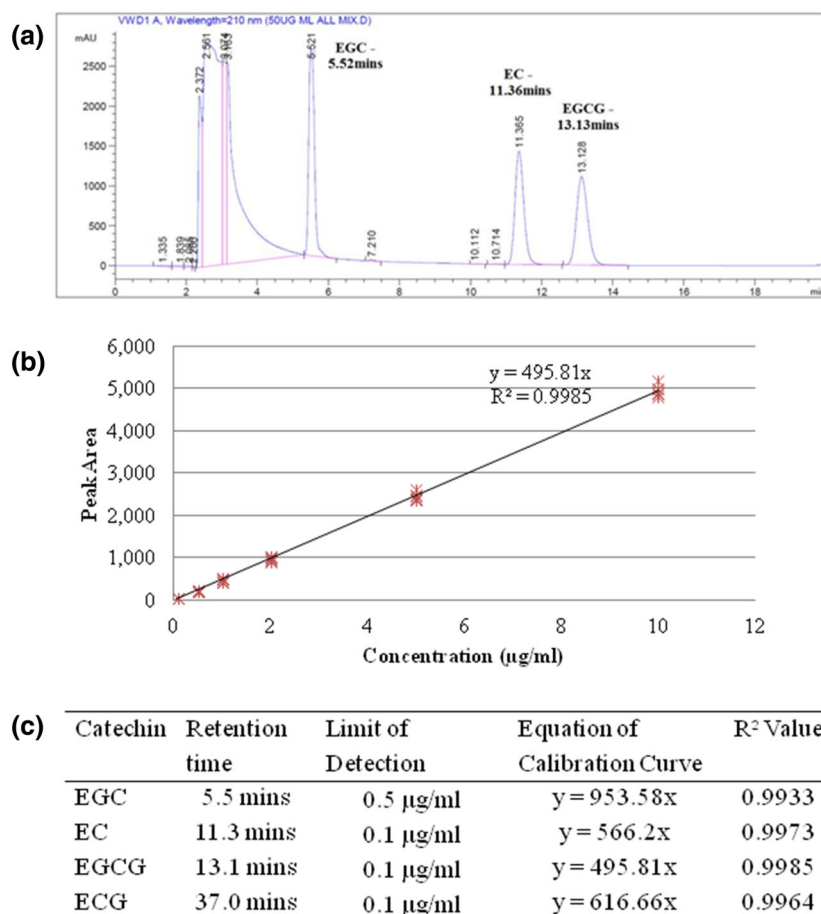 (a)
VWD1 A, Wavelength=210 nm (50UG ML ALL MIX.D)
mAU
2500
2000
1500
1000
500
0
1.335
1.839
2.372
2.561
3.074
3.163
5.521
EGC -
5.52mins
7.210
10.112
10.714
EC -
11.36mins
11.365
EGCG -
13.13mins
13.128
0 2 4 6 8 10 12 14 16 18
(b)
6,000
5,000
4,000
3,000
2,000
1,000
0
Peak Area
y = 495.81x
R² = 0.9985
0 2 4 6 8 10 12
Concentration (µg/ml)
(c)
Catechin Retention Limit of Equation of R² Value
time Detection Calibration Curve
EGC 5.5 mins 0.5 µg/ml y = 953.58x 0.9933
EC 11.3 mins 0.1 µg/ml y = 566.2x 0.9973
EGCG 13.1 mins 0.1 µg/ml y = 495.81x 0.9985
ECG 37.0 mins 0.1 µg/ml y = 616.66x 0.9964